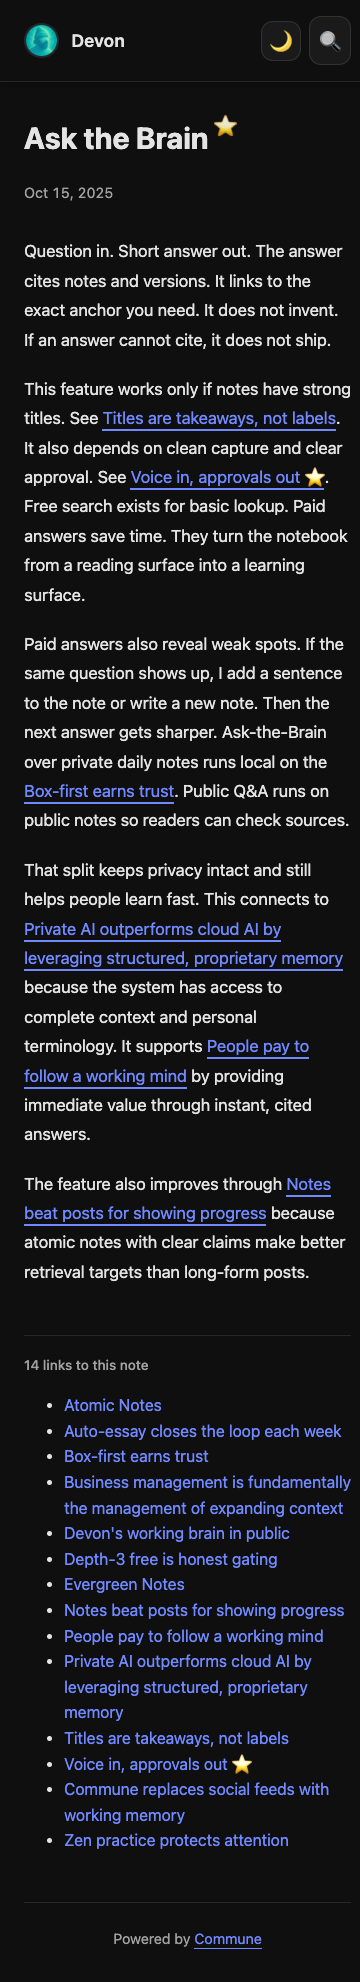 Devon
Ask the Brain
Oct 15, 2025
Question in. Short answer out. The answer
cites notes and versions. It links to the
exact anchor you need. It does not invent.
If an answer cannot cite, it does not ship.
This feature works only if notes have strong
titles. See Titles are takeaways, not labels.
It also depends on clean capture and clear
approval. See Voice in, approvals out ⭐.
Free search exists for basic lookup. Paid
answers save time. They turn the notebook
from a reading surface into a learning
surface.
Paid answers also reveal weak spots. If the
same question shows up, I add a sentence
to the note or write a new note. Then the
next answer gets sharper. Ask-the-Brain
over private daily notes runs local on the
Box-first earns trust. Public Q&A runs on
public notes so readers can check sources.
That split keeps privacy intact and still
helps people learn fast. This connects to
Private AI outperforms cloud AI by
leveraging structured, proprietary memory
because the system has access to
complete context and personal
terminology. It supports People pay to
follow a working mind by providing
immediate value through instant, cited
answers.
The feature also improves through Notes
beat posts for showing progress because
atomic notes with clear claims make better
retrieval targets than long-form posts.
14 links to this note
• Atomic Notes
• Auto-essay closes the loop each week
• Box-first earns trust
• Business management is fundamentally
the management of expanding context
• Devon's working brain in public
• Depth-3 free is honest gating
• Evergreen Notes
• Notes beat posts for showing progress
• People pay to follow a working mind
• Private AI outperforms cloud AI by
leveraging structured, proprietary
memory
• Titles are takeaways, not labels
• Voice in, approvals out ⭐
• Commune replaces social feeds with
working memory
• Zen practice protects attention
Powered by Commune